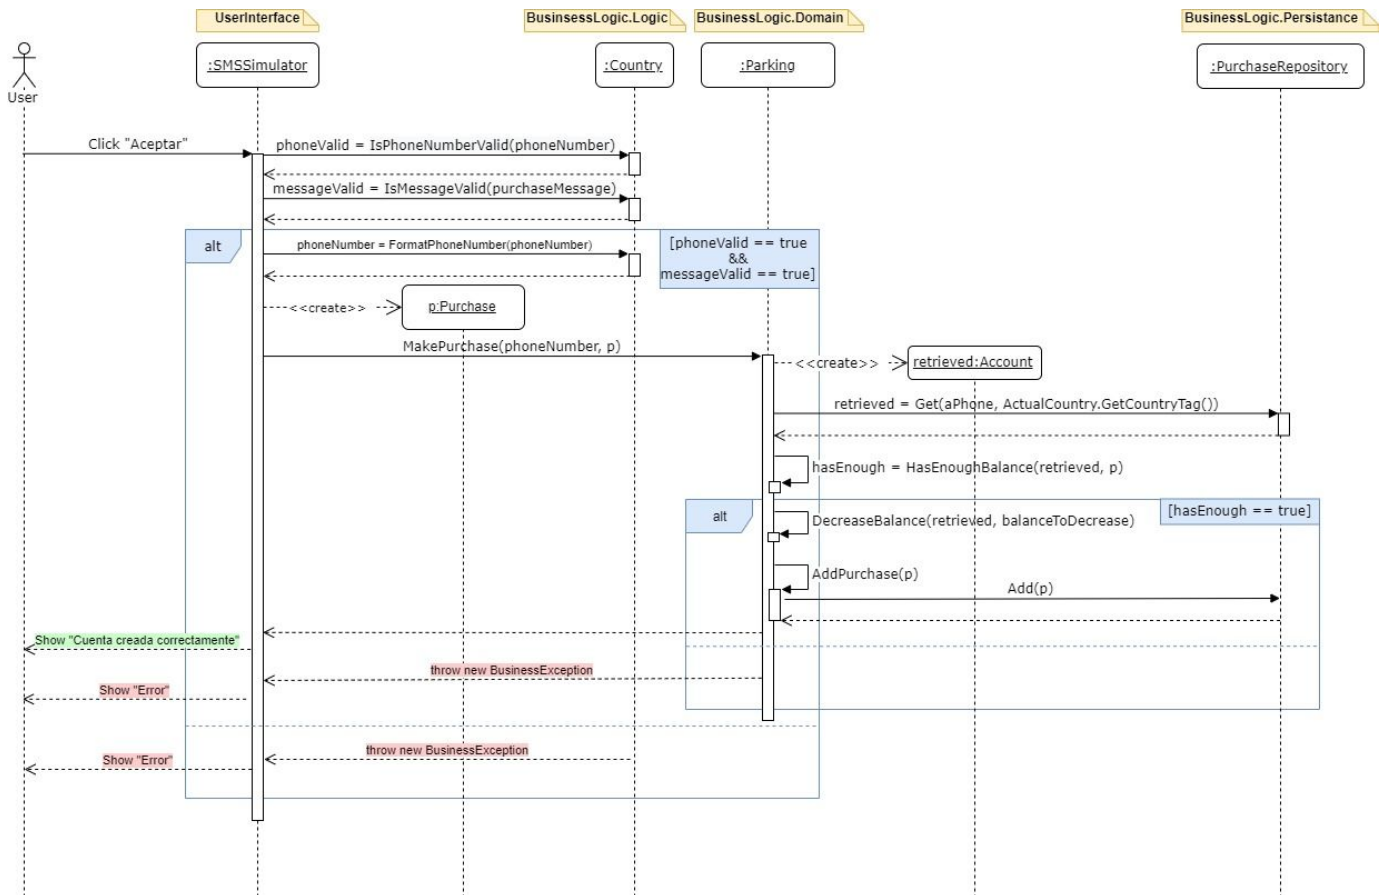 UserInterface
BusinsessLogic.Logic
BusinessLogic.Domain
BusinessLogic.Persistance
:SMSSimulator
:Country
:Parking
:PurchaseRepository
User
Click "Aceptar"
phoneValid = IsPhoneNumberValid(phoneNumber)
messageValid = IsMessageValid(purchaseMessage)
alt
phoneNumber = FormatPhoneNumber(phoneNumber)
[phoneValid == true
&&
messageValid == true]
<<create>>
p:Purchase
MakePurchase(phoneNumber, p)
<<create>>
retrieved:Account
retrieved = Get(aPhone, ActualCountry.GetCountryTag())
hasEnough = HasEnoughBalance(retrieved, p)
alt
[hasEnough == true]
DecreaseBalance(retrieved, balanceToDecrease)
AddPurchase(p)
Add(p)
Show "Cuenta creada correctamente"
throw new BusinessException
Show "Error"
throw new BusinessException
Show "Error"